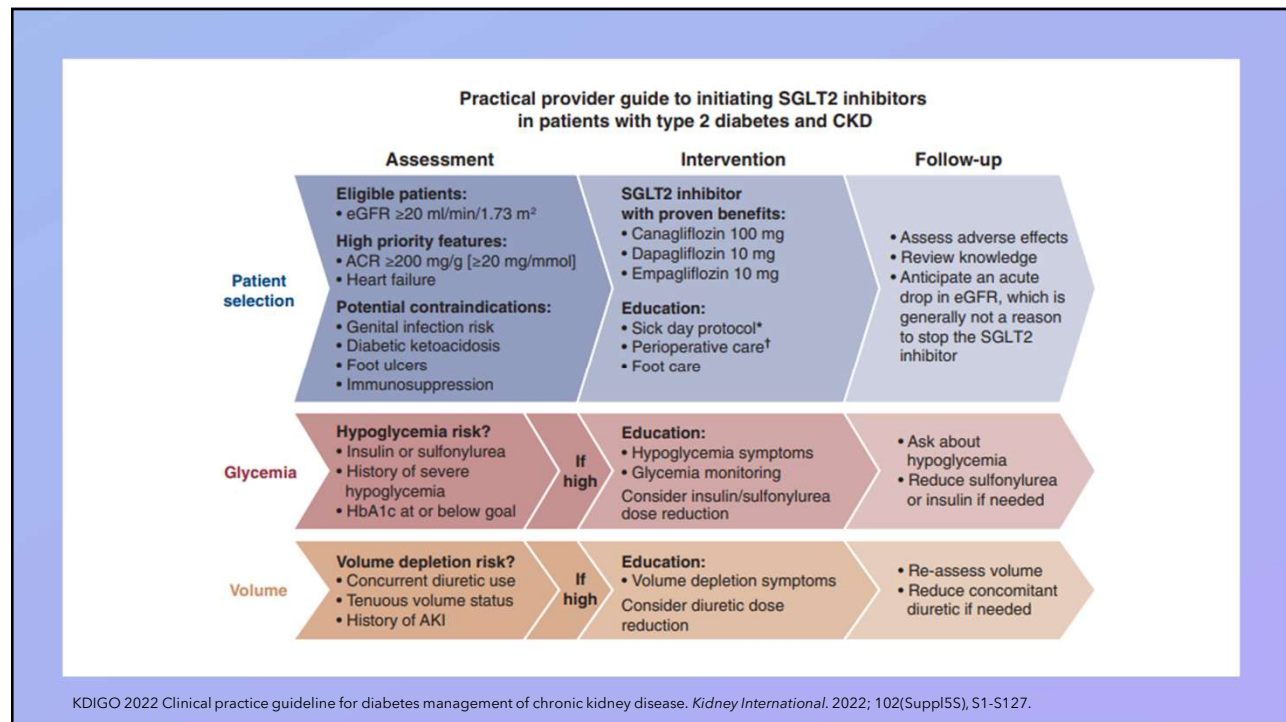 Practical provider guide to initiating SGLT2 inhibitors
in patients with type 2 diabetes and CKD
Assessment
Intervention
Follow-up
Patient
selection
Eligible patients:
• eGFR ≥20 ml/min/1.73 m²
High priority features:
• ACR ≥200 mg/g [≥20 mg/mmol]
• Heart failure
Potential contraindications:
• Genital infection risk
• Diabetic ketoacidosis
• Foot ulcers
• Immunosuppression
SGLT2 inhibitor
with proven benefits:
• Canagliflozin 100 mg
• Dapagliflozin 10 mg
• Empagliflozin 10 mg
Education:
• Sick day protocol*
• Perioperative care†
• Foot care
• Assess adverse effects
• Review knowledge
• Anticipate an acute
drop in eGFR, which is
generally not a reason
to stop the SGLT2
inhibitor
Glycemia
Hypoglycemia risk?
• Insulin or sulfonylurea
• History of severe
hypoglycemia
• HbA1c at or below goal
If
high
Education:
• Hypoglycemia symptoms
• Glycemia monitoring
Consider insulin/sulfonylurea
dose reduction
• Ask about
hypoglycemia
• Reduce sulfonylurea
or insulin if needed
Volume
Volume depletion risk?
• Concurrent diuretic use
• Tenuous volume status
• History of AKI
If
high
Education:
• Volume depletion symptoms
Consider diuretic dose
reduction
• Re-assess volume
• Reduce concomitant
diuretic if needed
KDIGO 2022 Clinical practice guideline for diabetes management of chronic kidney disease. Kidney International. 2022; 102(Suppl5S), S1-S127.